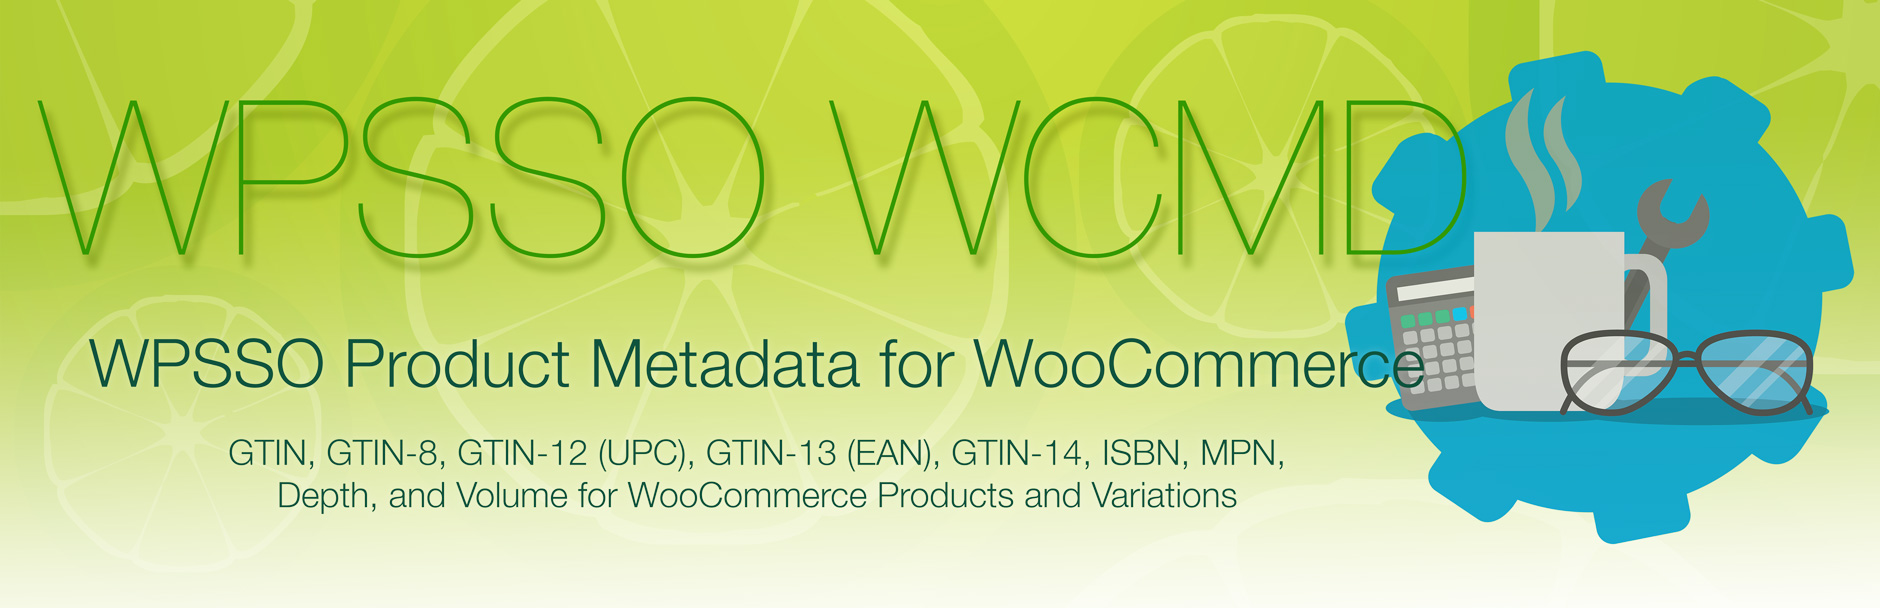 WPSSO WCMD
WPSSO Product Metadata for WooCommerce
GTIN, GTIN-8, GTIN-12 (UPC), GTIN-13 (EAN), GTIN-14, ISBN, MPN,
Depth, and Volume for WooCommerce Products and Variations